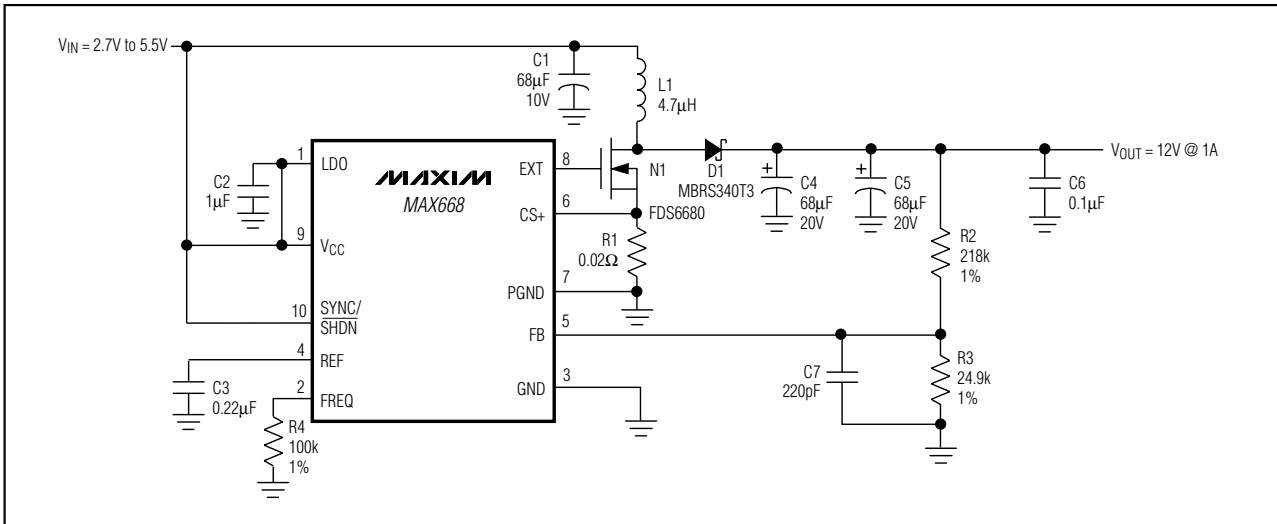 VIN = 2.7V to 5.5V
C1
68µF
10V
L1
4.7µH
1
LDO
C2
1µF
MAXIM
MAX668
EXT
8
N1
FDS6680
D1
MBRS340T3
+
C4
68µF
20V
+
C5
68µF
20V
C6
0.1µF
VOUT = 12V @ 1A
9
VCC
CS+
6
R1
0.02Ω
R2
218k
1%
PGND
7
10
SYNC/
SHDN
FB
5
4
REF
C3
0.22µF
2
FREQ
R4
100k
1%
GND
3
C7
220pF
R3
24.9k
1%